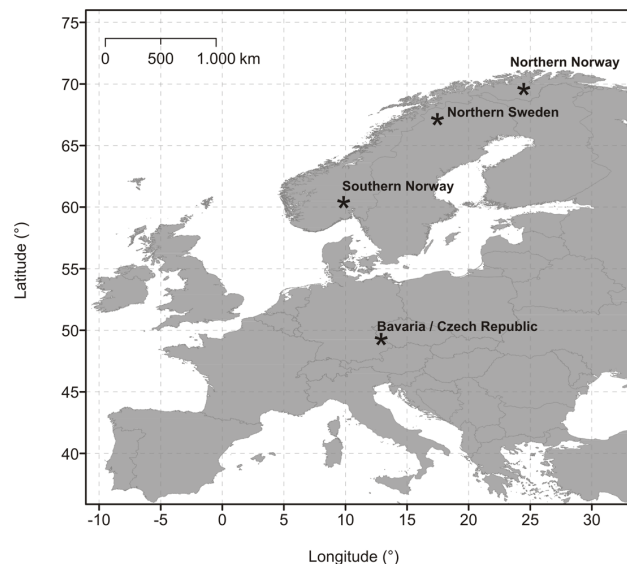 75
0 500 1.000 km
Northern Norway
70
Northern Sweden
65
Southern Norway
60
55
Bavaria / Czech Republic
50
45
40
-10 -5 0 5 10 15 20 25 30
Latitude (°)
Longitude (°)